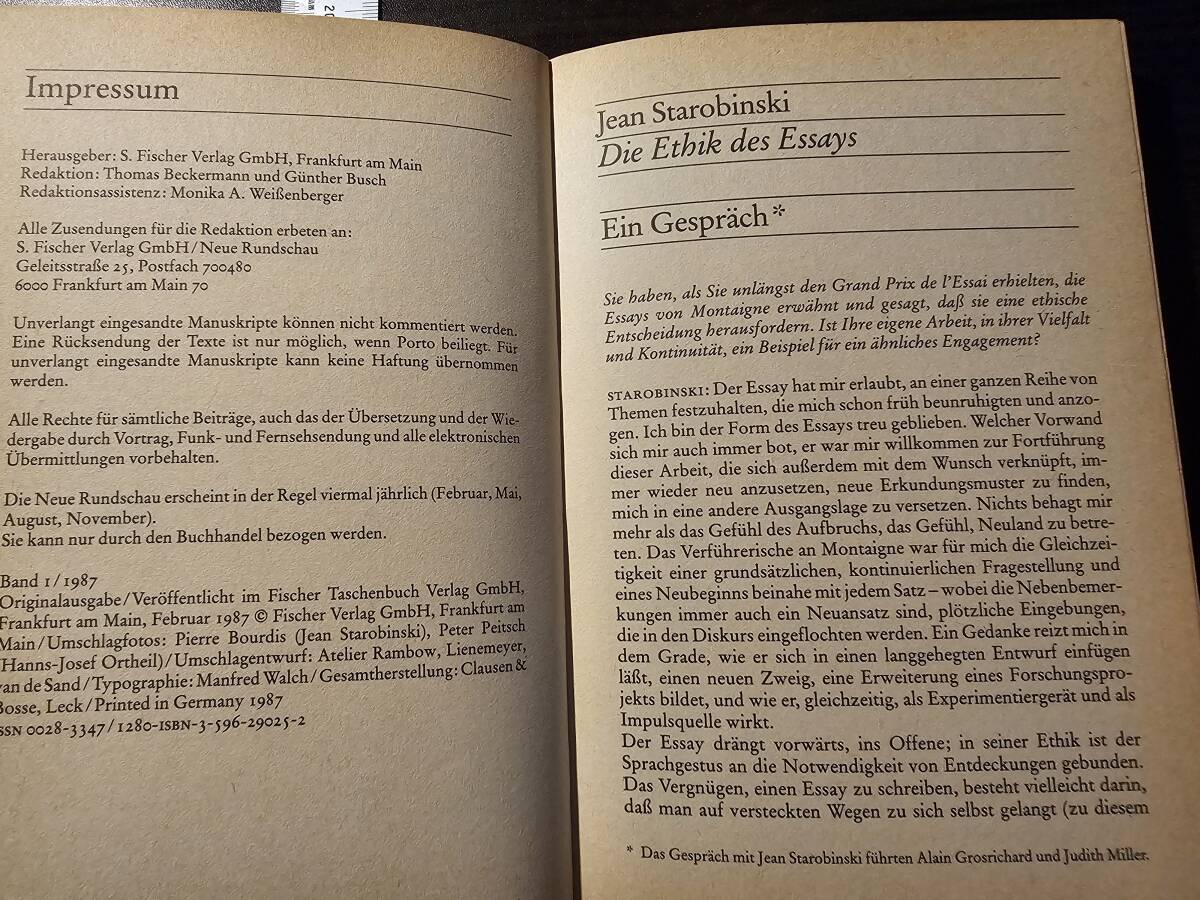 Impressum
Herausgeber: S. Fischer Verlag GmbH, Frankfurt am Main
Redaktion: Thomas Beckermann und Günther Busch
Redaktionsassistenz: Monika A. Weißenberger
Alle Zusendungen für die Redaktion erbeten an:
S. Fischer Verlag GmbH/Neue Rundschau
Geleitsstraße 25, Postfach 700480
6000 Frankfurt am Main 70
Unverlangt eingesandte Manuskripte können nicht kommentiert werden.
Eine Rücksendung der Texte ist nur möglich, wenn Porto beiliegt. Für
unverlangt eingesandte Manuskripte kann keine Haftung übernommen
werden.
Alle Rechte für sämtliche Beiträge, auch das der Übersetzung und der Wie-
dergabe durch Vortrag, Funk- und Fernsehsendung und alle elektronischen
Übermittlungen vorbehalten.
Die Neue Rundschau erscheint in der Regel viermal jährlich (Februar, Mai,
August, November).
Sie kann nur durch den Buchhandel bezogen werden.
Band 1/1987
Originalausgabe/Veröffentlicht im Fischer Taschenbuch Verlag GmbH,
Frankfurt am Main, Februar 1987 © Fischer Verlag GmbH, Frankfurt am
Main/Umschlagfotos: Pierre Bourdis (Jean Starobinski), Peter Peitsch
(Hanns-Josef Ortheil)/Umschlagentwurf: Atelier Rambow, Lienemeyer,
van de Sand/Typographie: Manfred Walch/Gesamtherstellung: Clausen &
Bosse, Leck/Printed in Germany 1987
ISSN 0028-3347/1280-ISBN-3-596-29025-2
Jean Starobinski
Die Ethik des Essays
Ein Gespräch*
Sie haben, als Sie unlängst den Grand Prix de l'Essai erhielten, die
Essays von Montaigne erwähnt und gesagt, daß sie eine ethische
Entscheidung herausfordern. Ist Ihre eigene Arbeit, in ihrer Vielfalt
und Kontinuität, ein Beispiel für ein ähnliches Engagement?
STAROBINSKI: Der Essay hat mir erlaubt, an einer ganzen Reihe von
Themen festzuhalten, die mich schon früh beunruhigten und anzo-
gen. Ich bin der Form des Essays treu geblieben. Welcher Vorwand
sich mir auch immer bot, er war mir willkommen zur Fortführung
dieser Arbeit, die sich außerdem mit dem Wunsch verknüpft, im-
mer wieder neu anzusetzen, neue Erkundungsmuster zu finden,
mich in eine andere Ausgangslage zu versetzen. Nichts behagt mir
mehr als das Gefühl des Aufbruchs, das Gefühl, Neuland zu betre-
ten. Das Verführerische an Montaigne war für mich die Gleichzei-
tigkeit einer grundsätzlichen, kontinuierlichen Fragestellung und
eines Neubeginns beinahe mit jedem Satz – wobei die Nebenbemer-
kungen immer auch ein Neuansatz sind, plötzliche Eingebungen,
die in den Diskurs eingeflochten werden. Ein Gedanke reizt mich in
dem Grade, wie er sich in einen langgehegten Entwurf einfügen
läßt, einen neuen Zweig, eine Erweiterung eines Forschungspro-
jekts bildet, und wie er, gleichzeitig, als Experimentiergerät und als
Impulsquelle wirkt.
Der Essay drängt vorwärts, ins Offene; in seiner Ethik ist der
Sprachgestus an die Notwendigkeit von Entdeckungen gebunden.
Das Vergnügen, einen Essay zu schreiben, besteht vielleicht darin,
daß man auf versteckten Wegen zu sich selbst gelangt (zu diesem
* Das Gespräch mit Jean Starobinski führten Alain Grosrichard und Judith Miller.